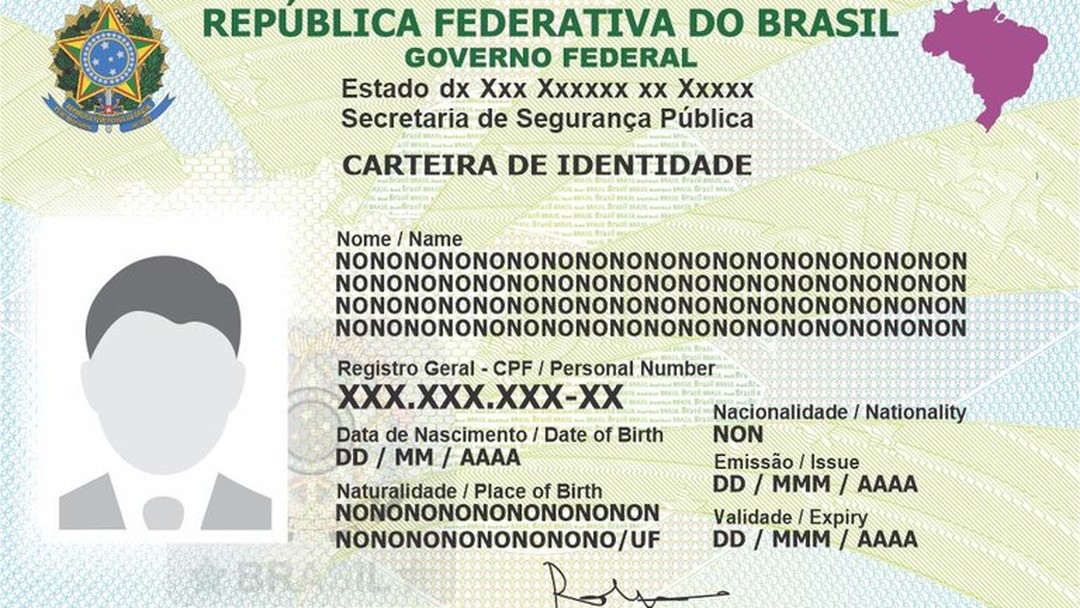 REPÚBLICA FEDERATIVA DO BRASIL
GOVERNO FEDERAL
Estado dx Xxx Xxxxxx xx Xxxxx
Secretaria de Segurança Pública
CARTEIRA DE IDENTIDADE
Nome / Name
NONONONONONONONONONONONONONONONONONON
NONONONONONONONONONONONONONONONONONON
NONONONONONONONONONONONONONONONONONON
NONONONONONONONONONONONONONONONONONON
Registro Geral - CPF / Personal Number
XXX.XXX.XXX-XX
Data de Nascimento / Date of Birth
DD / MM / AAAA
Naturalidade / Place of Birth
NONONONONONONONONON
NONONONONONONONO/UF
Nacionalidade / Nationality
NON
Emissão / Issue
DD / MMM / AAAA
Validade / Expiry
DD / MMM / AAAA
BRASIL